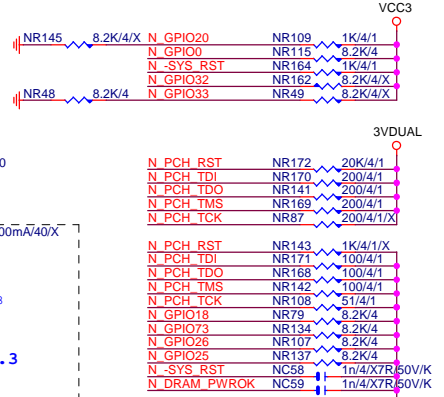 VCC3
NR145 8.2K/4/X N_GPIO20 NR109 1K/4/1
N_GPIO0 NR115 8.2K/4
N_-SYS_RST NR164 1K/4/1
N_GPIO32 NR162 8.2K/4/X
NR48 8.2K/4 N_GPIO33 NR49 8.2K/4/X
3VDUAL
0 N_PCH_RST NR172 20K/4/1
N_PCH_TDI NR170 200/4/1
N_PCH_TDO NR141 200/4/1
N_PCH_TMS NR169 200/4/1
N_PCH_TCK NR87 200/4/1/X
00mA/40/X
N_PCH_RST NR143 1K/4/1/X
N_PCH_TDI NR171 100/4/1
N_PCH_TDO NR168 100/4/1
N_PCH_TMS NR142 100/4/1
N_PCH_TCK NR108 51/4/1
N_GPIO18 NR79 8.2K/4
N_GPIO73 NR134 8.2K/4
N_GPIO26 NR107 8.2K/4
.3 N_GPIO25 NR137 8.2K/4
N_-SYS_RST NC58 1n/4/X7R/50V/K
N_DRAM_PWROK NC59 1n/4/X7R/50V/K